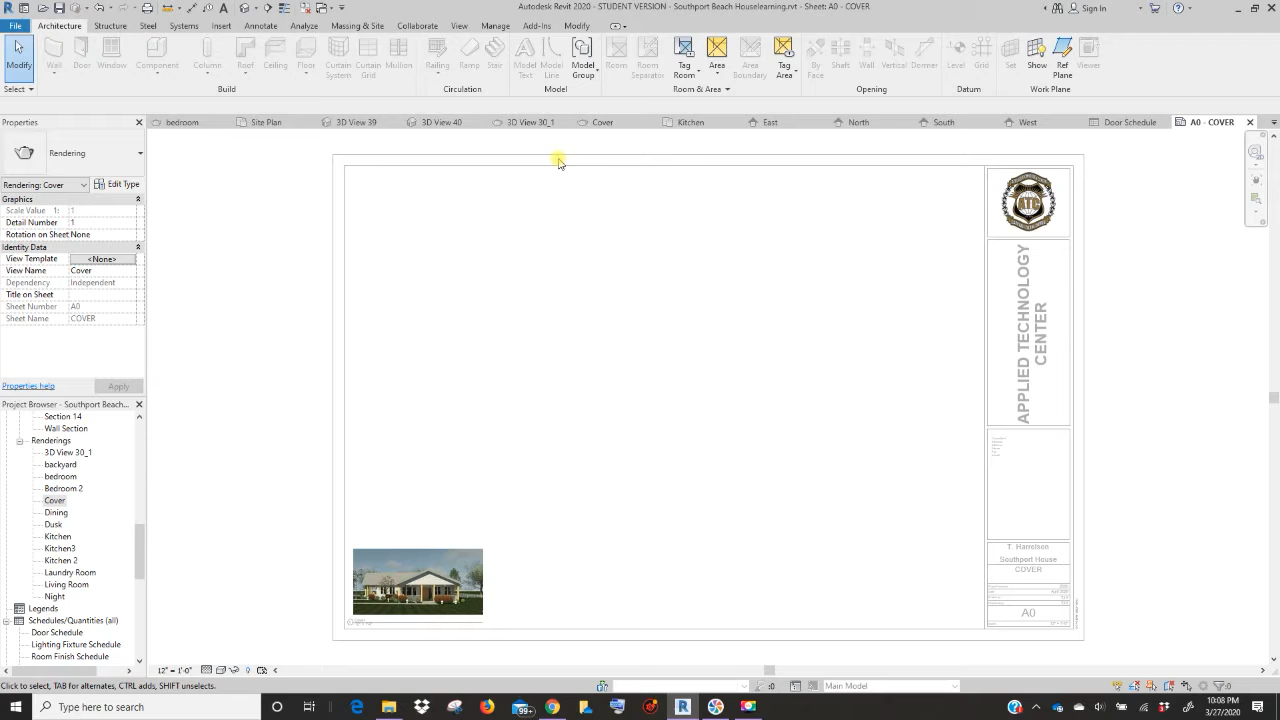 Autodesk Revit 2020 - STUDENT VERSION - Southport Beach Houselearning.rvt - Sheet: A0 - COVER
Sign In
File Architecture Structure Steel Systems Insert Annotate Analyze Massing & Site Collaborate View Manage Add-Ins Modify
Modify Wall Door Window Component Column Roof Ceiling Floor Curtain System Curtain Grid Mullion Railing Ramp Stair Model Text Model Line Model Group Room Room Separator Tag Room Area Area Boundary Tag Area By Face Shaft Wall Vertical Dormer Level Grid Set Show Ref Plane Viewer
Select Build Circulation Model Room & Area Opening Datum Work Plane
Properties
bedroom Site Plan 3D View 39 3D View 40 3D View 30_1 Cover Kitchen East North South West Door Schedule A0 - COVER
Rendering
Rendering: Cover Edit Type
Graphics
Scale Value 1: 1
Detail Number 1
Rotation on Sheet None
Identity Data
View Template <None>
View Name Cover
Dependency Independent
Title on Sheet
Sheet Number A0
Sheet Name COVER
Properties help Apply
Project Browser - Southport Beach...
Section 14
Wall Section
Renderings
3D View 30_1
backyard
bedroom
Bedroom 2
Cover
Dining
Dusk
Kitchen
Kitchen3
Kitchen 2
Laundry Room
Living Room
Night
Legends
Schedules/Quantities (all)
Door Schedule
Lighting Fixture Schedule
Room Finish Schedule
ATC
APPLIED TECHNOLOGY
CENTER
T. Harrelson
Southport House
COVER
A0
12" = 1'-0"
Click to select, TAB for alternates, CTRL adds, SHIFT unselects.
:0 Main Model :0
Type here to search
99+
10:08 PM
3/27/2020